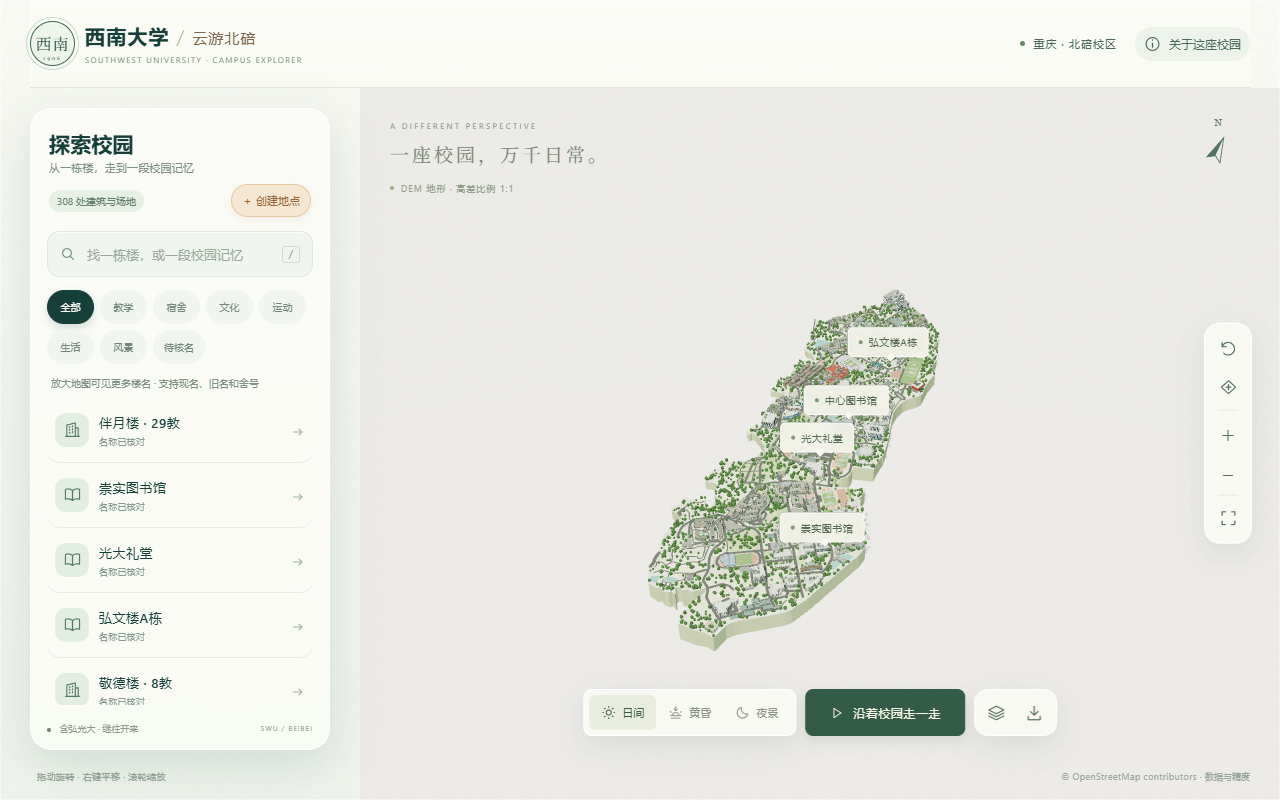 西南
1906
西南大学 / 云游北碚
SOUTHWEST UNIVERSITY · CAMPUS EXPLORER
重庆 · 北碚校区
关于这座校园
探索校园
从一栋楼，走到一段校园记忆
308 处建筑与场地
+ 创建地点
找一栋楼，或一段校园记忆 /
全部 教学 宿舍 文化 运动
生活 风景 待核名
放大地图可见更多楼名 · 支持现名、旧名和舍号
伴月楼 · 29教
名称已核对
崇实图书馆
名称已核对
光大礼堂
名称已核对
弘文楼A栋
名称已核对
敬德楼 · 8教
名称已核对
含弘光大 · 继往开来
SWU / BEIBEI
拖动旋转 · 右键平移 · 滚轮缩放
A DIFFERENT PERSPECTIVE
一座校园，万千日常。
DEM 地形 · 高差比例 1:1
N
弘文楼A栋
中心图书馆
光大礼堂
崇实图书馆
日间 黄昏 夜景
沿着校园走一走
© OpenStreetMap contributors · 数据与精度